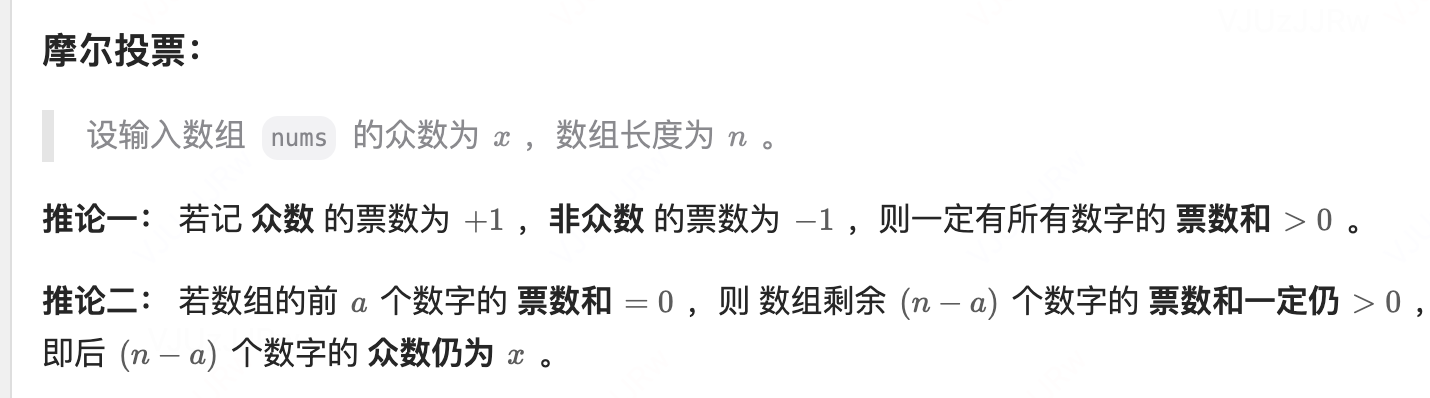 摩尔投票：
设输入数组 nums 的众数为 x ，数组长度为 n 。
推论一： 若记 众数 的票数为 +1 ，非众数 的票数为 −1 ，则一定有所有数字的 票数和 > 0 。
推论二： 若数组的前 a 个数字的 票数和 = 0 ，则 数组剩余 (n − a) 个数字的 票数和一定仍 > 0 ，
即后 (n − a) 个数字的 众数仍为 x 。